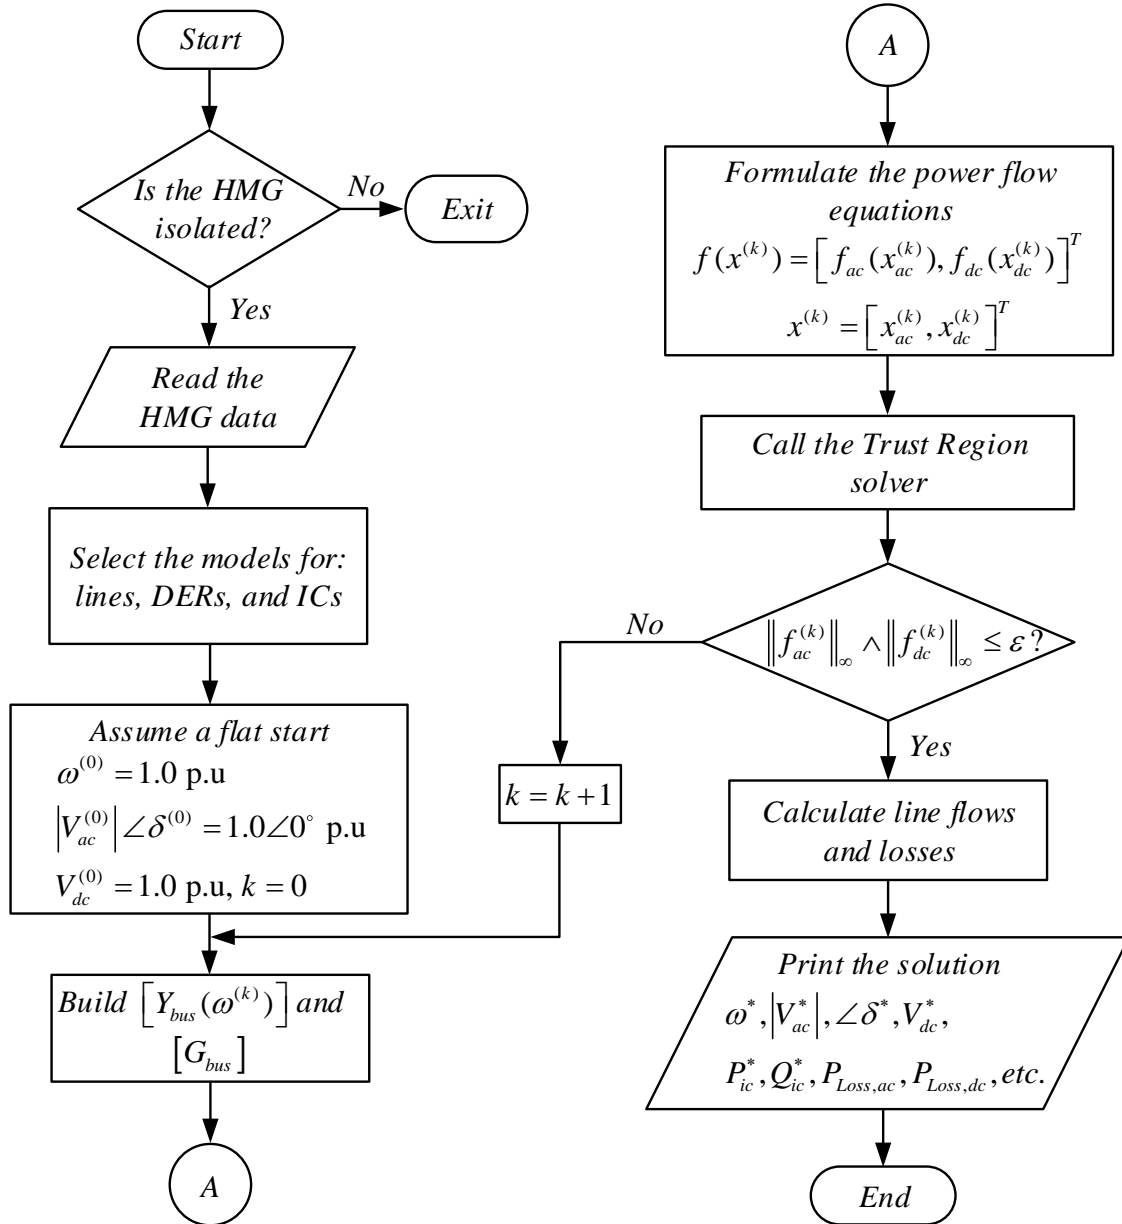 Start
Is the HMG
isolated?
No
Exit
Yes
Read the
HMG data
Select the models for:
lines, DERs, and ICs
Assume a flat start
ω^(0) = 1.0 p.u
|V_ac^(0)| ∠δ^(0) = 1.0∠0° p.u
V_dc^(0) = 1.0 p.u, k = 0
Build [Y_bus(ω^(k))] and
[G_bus]
A
A
Formulate the power flow
equations
f(x^(k)) = [f_ac(x_ac^(k)), f_dc(x_dc^(k))]^T
x^(k) = [x_ac^(k), x_dc^(k)]^T
Call the Trust Region
solver
‖f_ac^(k)‖_∞ ∧ ‖f_dc^(k)‖_∞ ≤ ε?
No
k = k + 1
Yes
Calculate line flows
and losses
Print the solution
ω^*, |V_ac^*|, ∠δ^*, V_dc^*,
P_ic^*, Q_ic^*, P_Loss,ac, P_Loss,dc, etc.
End